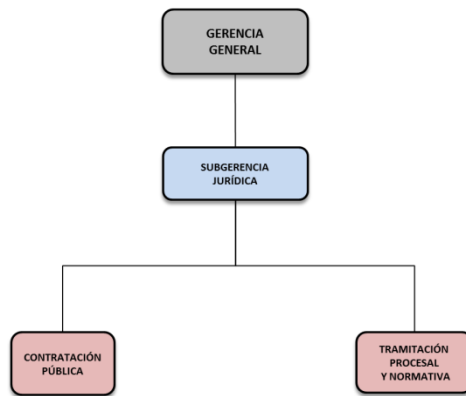 GERENCIA
GENERAL
SUBGERENCIA
JURÍDICA
CONTRATACIÓN
PÚBLICA
TRAMITACIÓN
PROCESAL
Y NORMATIVA